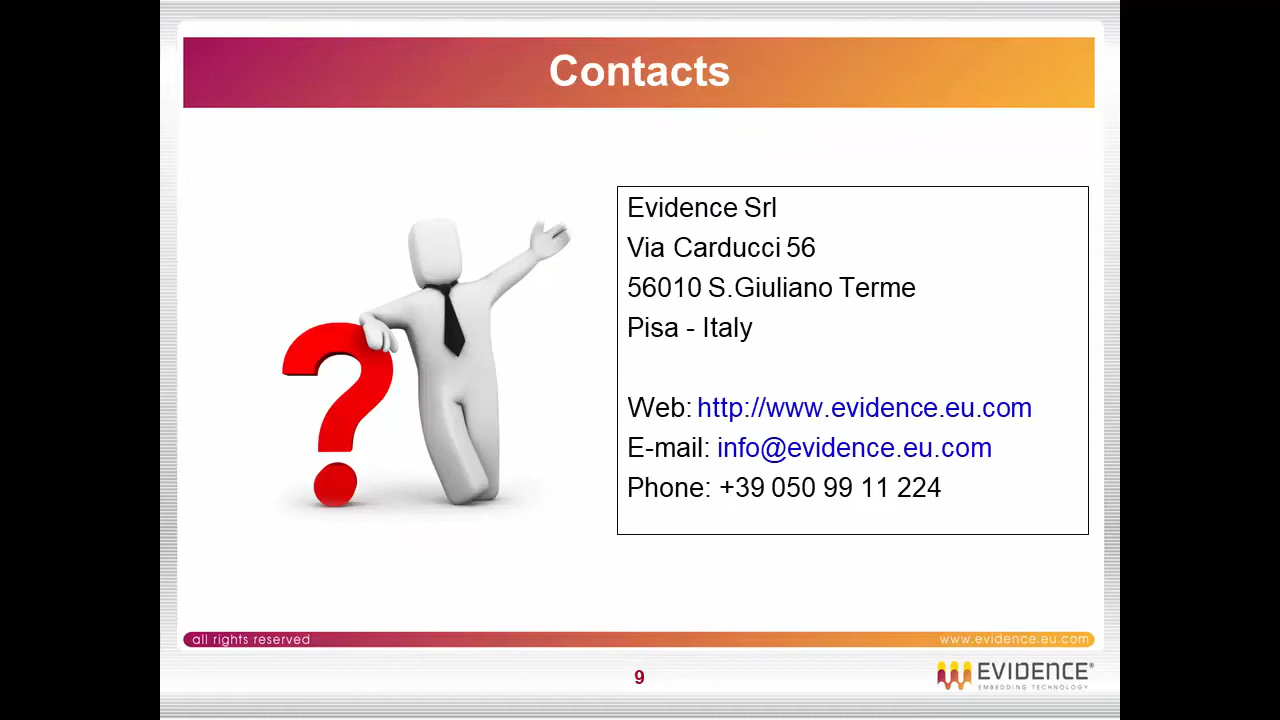 Contacts
Evidence Srl
Via Carducci 56
56010 S.Giuliano Terme
Pisa - Italy
Web: http://www.evidence.eu.com
E-mail: info@evidence.eu.com
Phone: +39 050 99 11 224
all rights reserved
www.evidence.eu.com
9
EVIDENCE®
EMBEDDING TECHNOLOGY